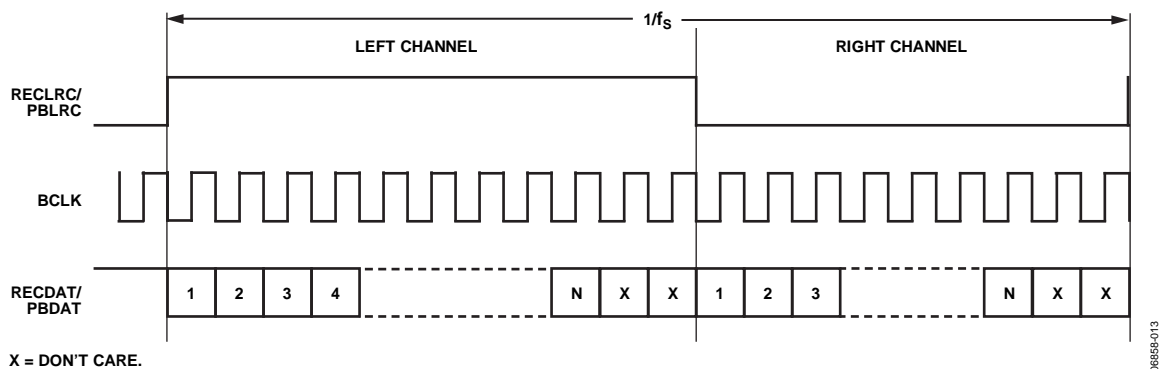 1/fS
LEFT CHANNEL RIGHT CHANNEL
RECLRC/
PBLRC
BCLK
RECDAT/
PBDAT
1 2 3 4 N X X 1 2 3 N X X
X = DON'T CARE.
06858-013